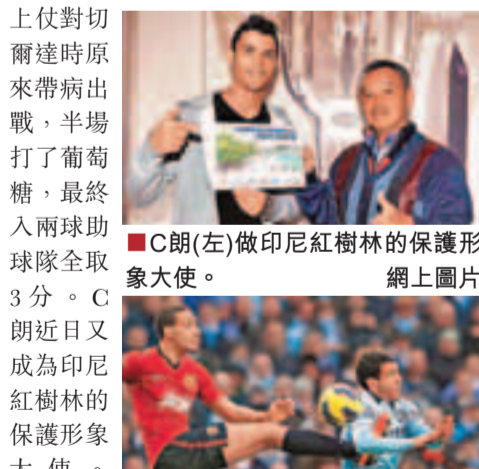 上仗對切
爾達時原
來帶病出
戰，半場
打了葡萄
糖，最終
入兩球助
球隊全取
3分。C
朗近日又
成為印尼
紅樹林的
保護形象
大使。
■C朗(左)做印尼紅樹林的保護形
象大使。 網上圖片